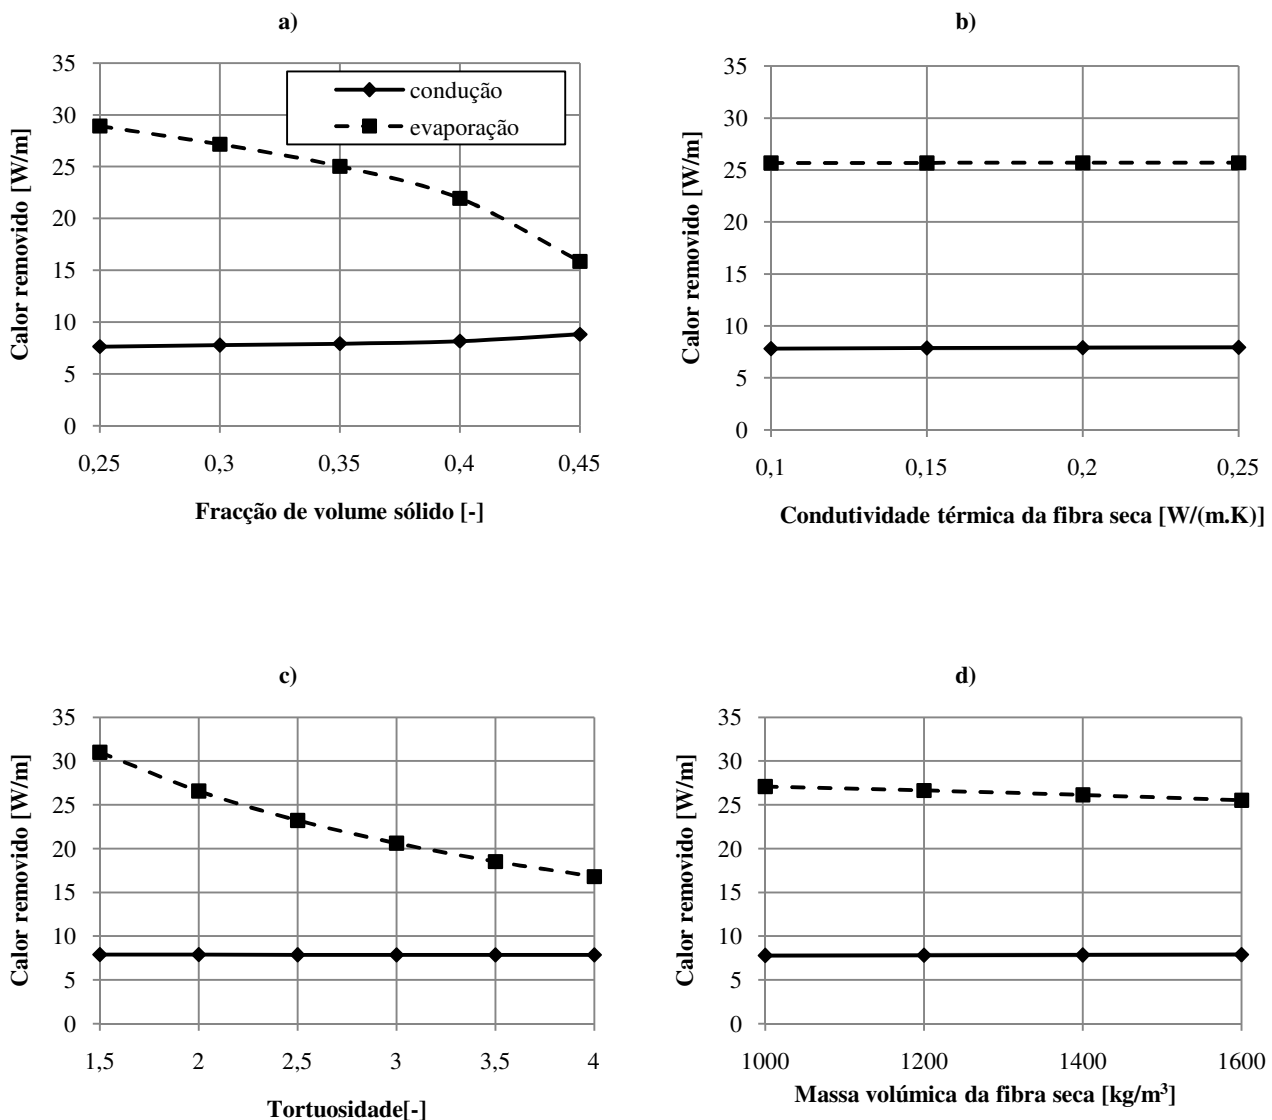 a)
35
30
25
20
15
10
5
0
Calor removido [W/m]
condução
evaporação
0,25 0,3 0,35 0,4 0,45
Fracção de volume sólido [-]
b)
35
30
25
20
15
10
5
0
Calor removido [W/m]
0,1 0,15 0,2 0,25
Condutividade térmica da fibra seca [W/(m.K)]
c)
35
30
25
20
15
10
5
0
Calor removido [W/m]
1,5 2 2,5 3 3,5 4
Tortuosidade[-]
d)
35
30
25
20
15
10
5
0
Calor removido [W/m]
1000 1200 1400 1600
Massa volúmica da fibra seca [kg/m³]